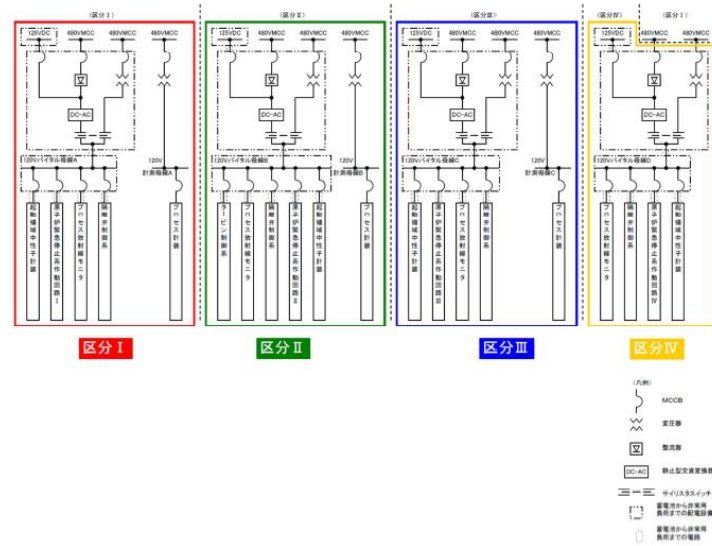 (区分Ⅰ)
(区分Ⅱ)
(区分Ⅲ)
(区分Ⅳ)
(区分Ⅰ)
125VDC
480VMCC
480VMCC
480VMCC
125VDC
480VMCC
480VMCC
480VMCC
125VDC
480VMCC
480VMCC
480VMCC
125VDC
480VMCC
480VMCC
DC-AC
DC-AC
DC-AC
DC-AC
120Vバイタル母線A
120V
計測母線A
120Vバイタル母線B
120V
計測母線B
120Vバイタル母線C
120V
計測母線C
120Vバイタル母線D
起動領域中性子計装
原子炉緊急停止系作動回路Ⅰ
プロセス放射線モニタ
隔離弁制御系
プロセス計装
タービン制御系
プロセス放射線モニタ
隔離弁制御系
原子炉緊急停止系作動回路Ⅱ
起動領域中性子計装
プロセス計装
起動領域中性子計装
原子炉緊急停止系作動回路Ⅲ
プロセス放射線モニタ
隔離弁制御系
プロセス計装
プロセス放射線モニタ
隔離弁制御系
原子炉緊急停止系作動回路Ⅳ
起動領域中性子計装
区分Ⅰ
区分Ⅱ
区分Ⅲ
区分Ⅳ
(凡例)
MCCB
変圧器
整流器
DC-AC
静止型交直変換器
サイリスタスイッチ
蓄電池から非常用
負荷までの配電設備
蓄電池から非常用
負荷までの電路